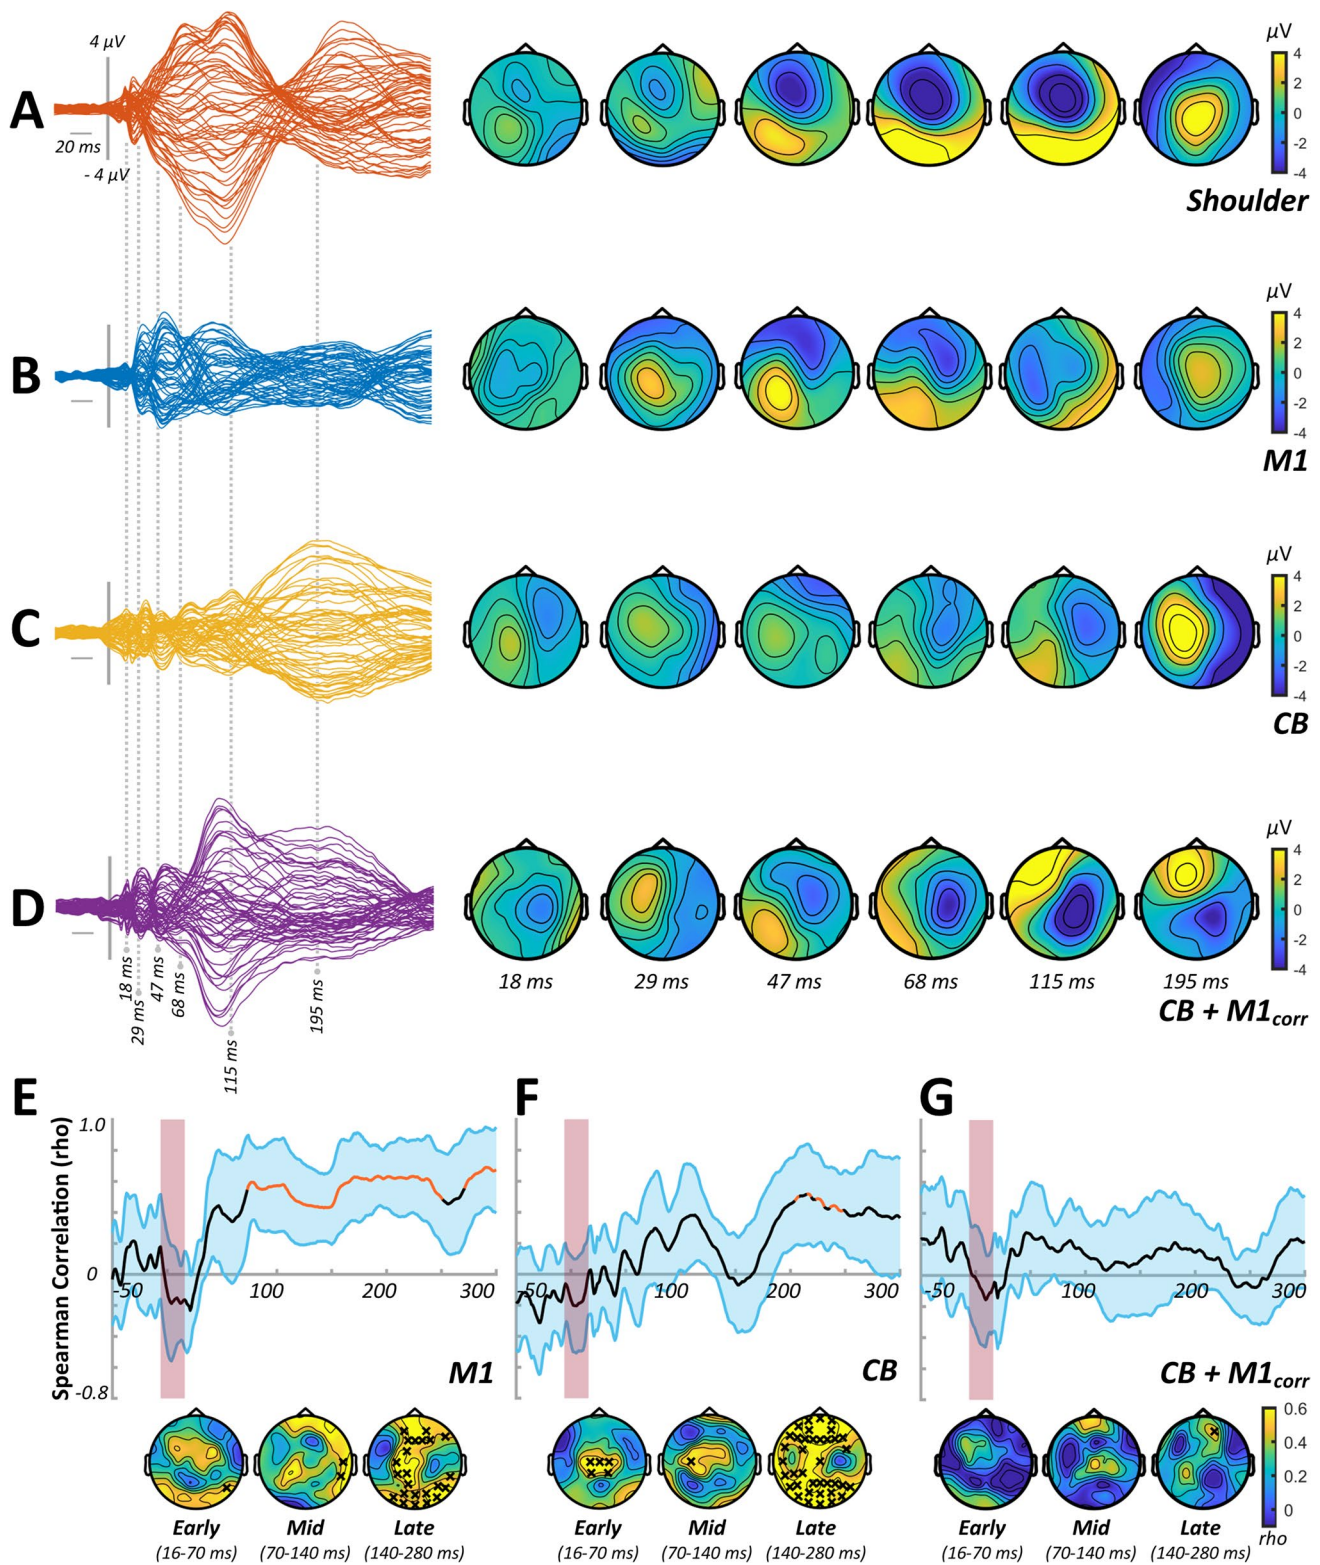 A
4 µV
20 ms
- 4 µV
µV
4
2
0
-2
-4
Shoulder
B
µV
4
2
0
-2
-4
M1
C
µV
4
2
0
-2
-4
CB
D
18 ms
29 ms
47 ms
68 ms
115 ms
195 ms
18 ms
29 ms
47 ms
68 ms
115 ms
195 ms
µV
4
2
0
-2
-4
CB + M1corr
E
Spearman Correlation (rho)
1.0
0
-0.8
-50
100
200
300
M1
F
-50
100
200
300
CB
G
-50
100
200
300
CB + M1corr
Early
(16-70 ms)
Mid
(70-140 ms)
Late
(140-280 ms)
Early
(16-70 ms)
Mid
(70-140 ms)
Late
(140-280 ms)
Early
(16-70 ms)
Mid
(70-140 ms)
Late
(140-280 ms)
0.6
0.4
0.2
0
rho